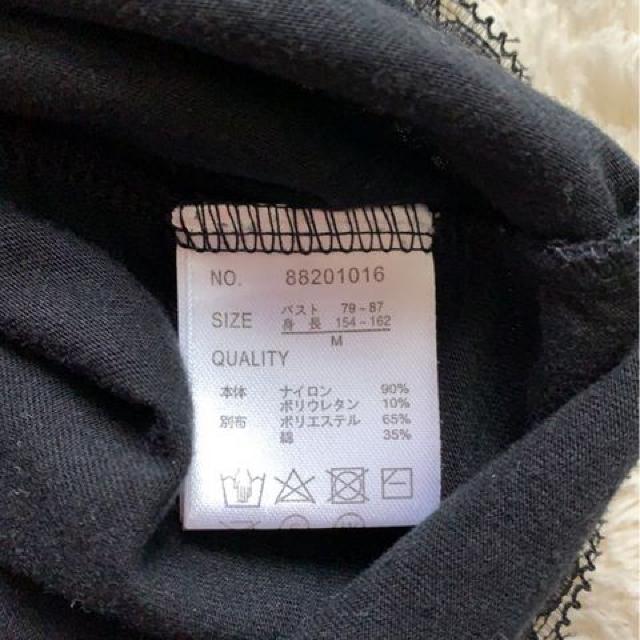 NO. 88201016
SIZE バスト 79-87
身長 154-162
M
QUALITY
本体 ナイロン 90%
ポリウレタン 10%
別布 ポリエステル 65%
綿 35%